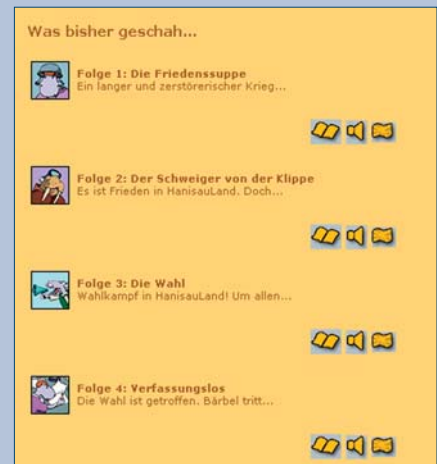 Was bisher geschah...
Folge 1: Die Friedenssuppe
Ein langer und zerstörerischer Krieg...
Folge 2: Der Schweiger von der Klippe
Es ist Frieden in HanisauLand. Doch...
Folge 3: Die Wahl
Wahlkampf in HanisauLand! Um allen...
Folge 4: Verfassungslos
Die Wahl ist getroffen. Bärbel tritt...